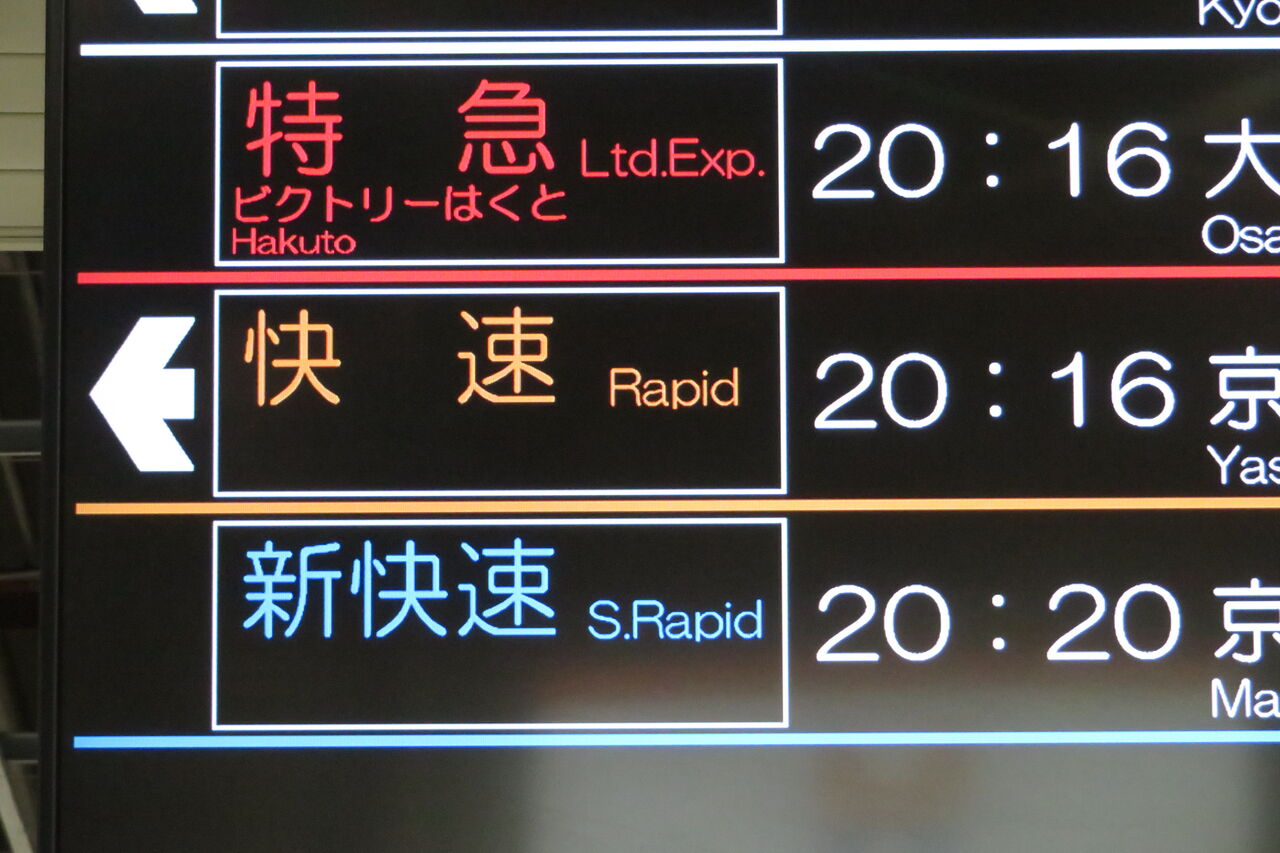 Kyo
特急 Ltd.Exp. 20:16 大
ビクトリーはくと
Hakuto Osa
快速 Rapid 20:16 京
Yas
新快速 S.Rapid 20:20 京
Ma